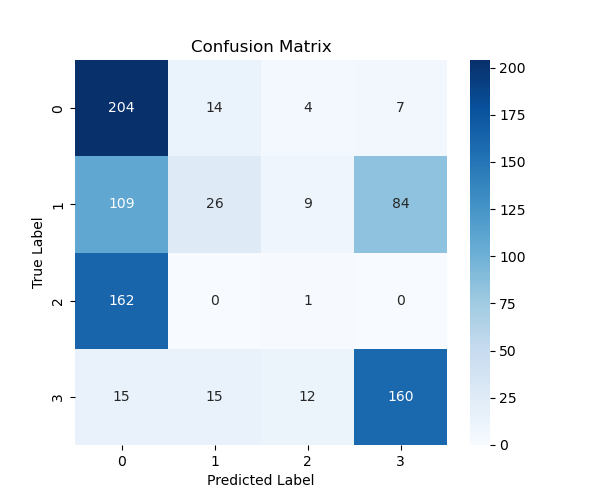 Confusion Matrix
True Label
0 204 14 4 7
1 109 26 9 84
2 162 0 1 0
3 15 15 12 160
0 1 2 3
Predicted Label
200
175
150
125
100
75
50
25
0